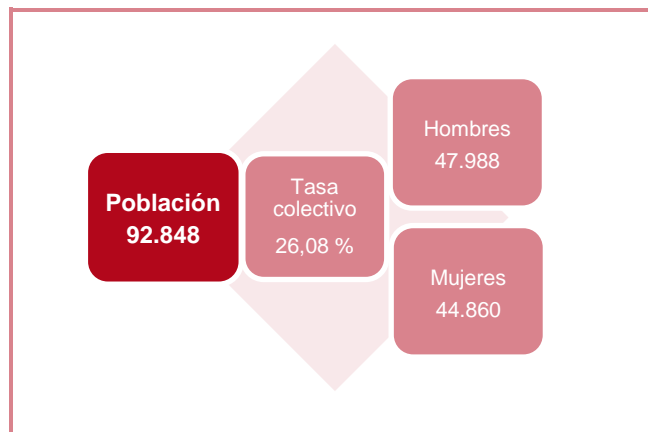 Población
92.848
Tasa
colectivo
26,08 %
Hombres
47.988
Mujeres
44.860